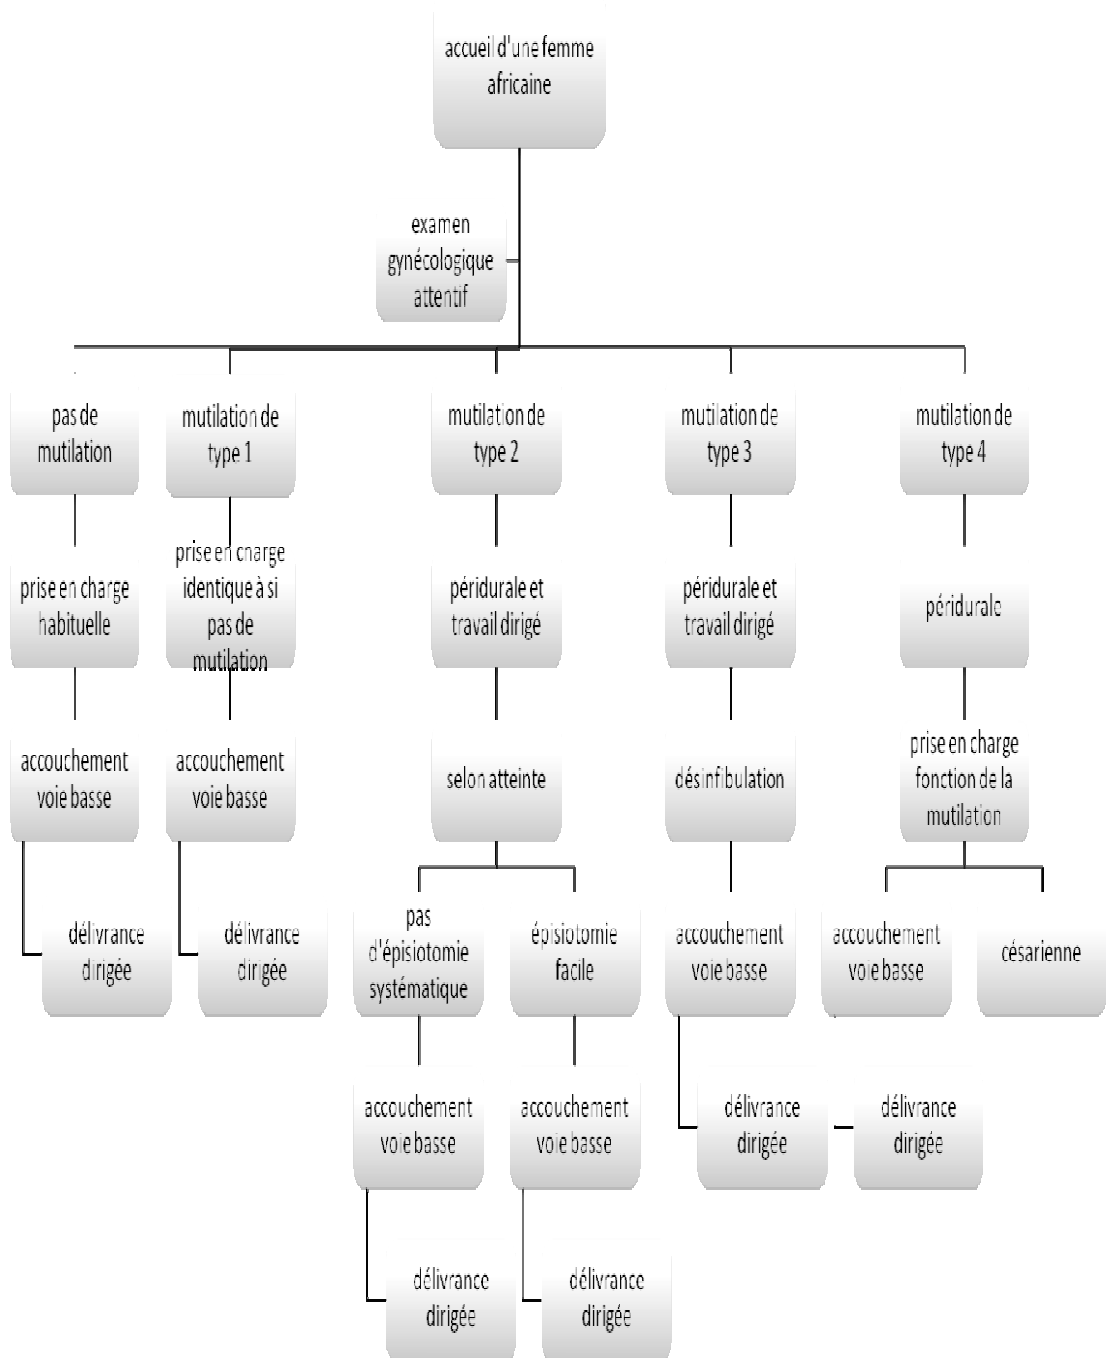 accueil d'une femme
africaine
examen
gynécologique
attentif
pas de
mutilation
mutilation de
type 1
mutilation de
type 2
mutilation de
type 3
mutilation de
type 4
prise en charge
habituelle
prise en charge
identique à si
pas de
mutilation
péridurale et
travail dirigé
péridurale et
travail dirigé
péridurale
accouchement
voie basse
accouchement
voie basse
selon atteinte
désinfibulation
prise en charge
fonction de la
mutilation
délivrance
dirigée
délivrance
dirigée
pas
d'épisiotomie
systématique
épisiotomie
facile
accouchement
voie basse
accouchement
voie basse
césarienne
accouchement
voie basse
accouchement
voie basse
délivrance
dirigée
délivrance
dirigée
délivrance
dirigée
délivrance
dirigée